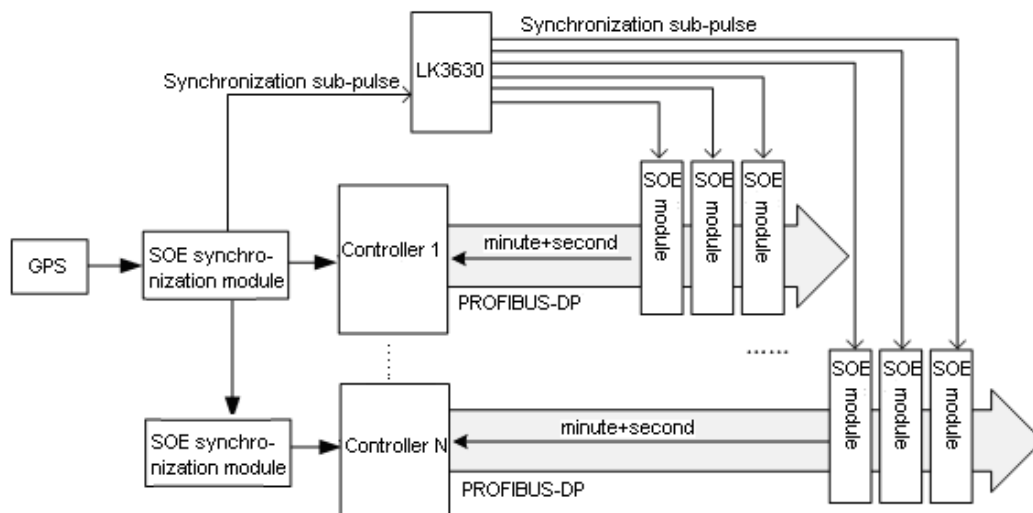 Synchronization sub-pulse
LK3630
Synchronization sub-pulse
SOE module
SOE module
SOE module
GPS
SOE synchro-
nization module
Controller 1
minute+second
PROFIBUS-DP
......
SOE module
SOE module
SOE module
SOE synchro-
nization module
Controller N
minute+second
PROFIBUS-DP